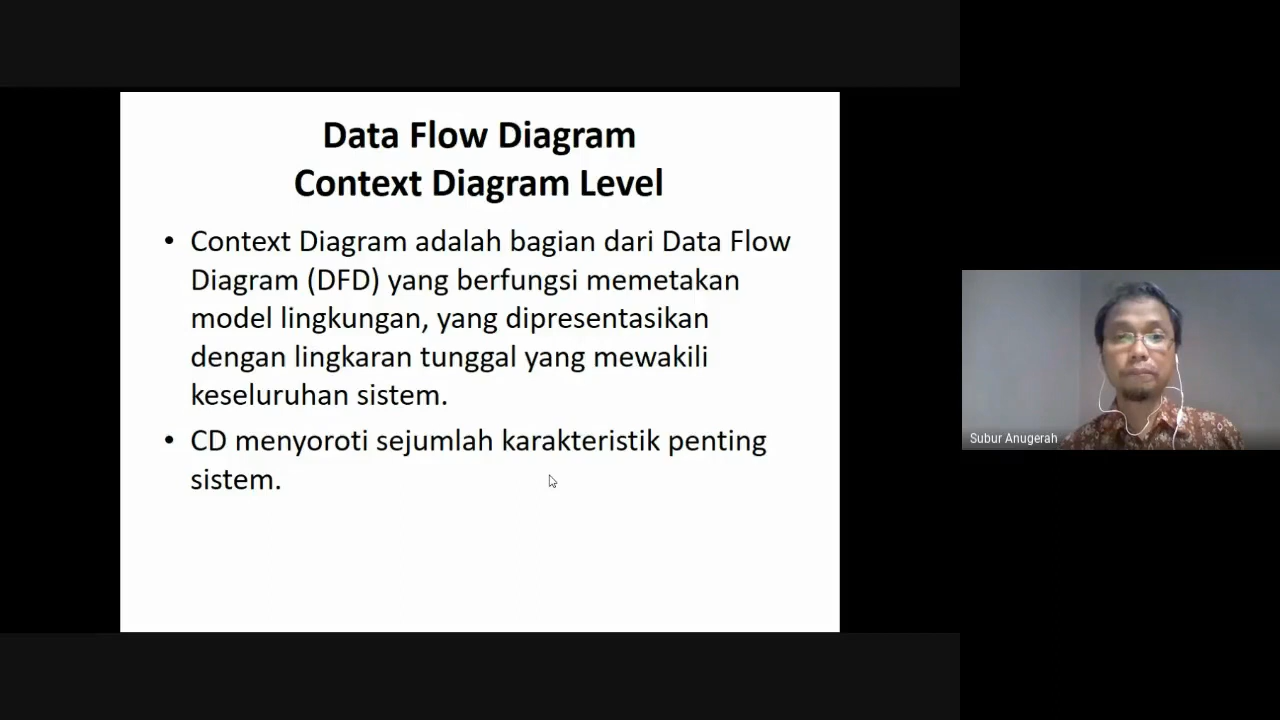 Data Flow Diagram
Context Diagram Level
• Context Diagram adalah bagian dari Data Flow
Diagram (DFD) yang berfungsi memetakan
model lingkungan, yang dipresentasikan
dengan lingkaran tunggal yang mewakili
keseluruhan sistem.
• CD menyoroti sejumlah karakteristik penting
sistem.
Subur Anugerah